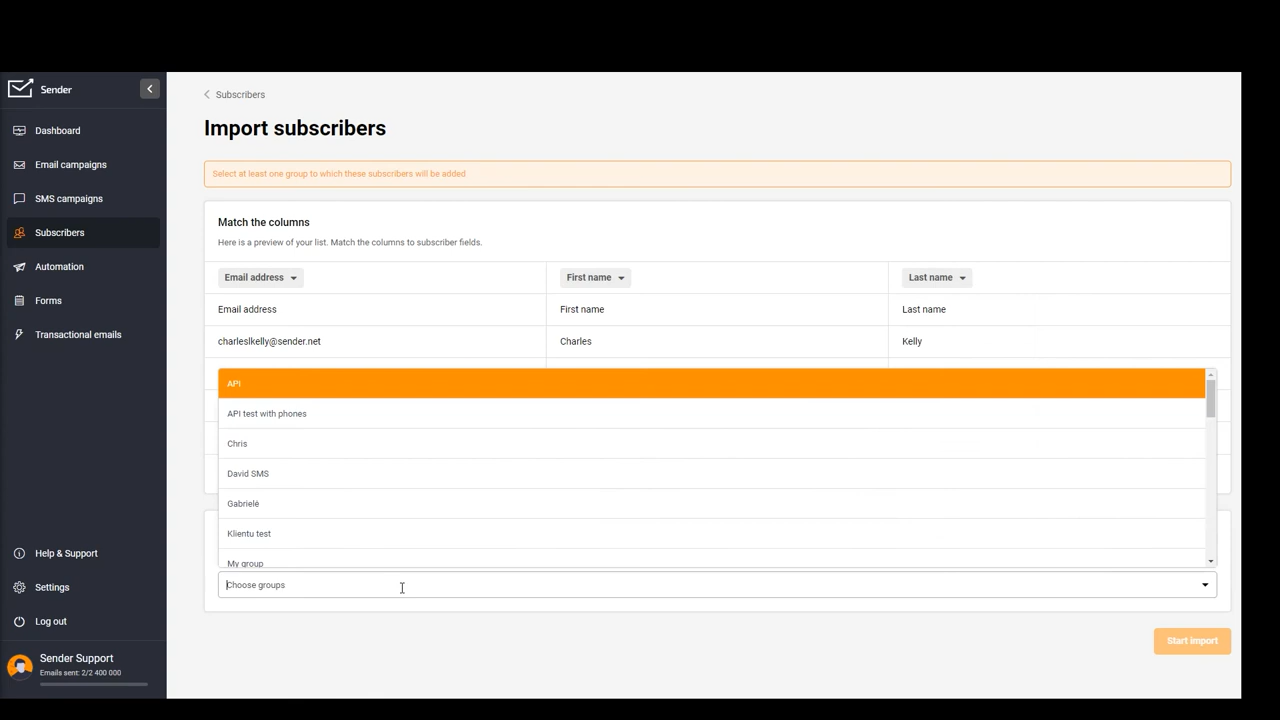 Sender
Dashboard
Email campaigns
SMS campaigns
Subscribers
Automation
Forms
Transactional emails
Help & Support
Settings
Log out
Sender Support
Emails sent: 2/2 400 000
Subscribers
Import subscribers
Select at least one group to which these subscribers will be added
Match the columns
Here is a preview of your list. Match the columns to subscriber fields.
Email address First name Last name
Email address First name Last name
charleslkelly@sender.net Charles Kelly
API
API test with phones
Chris
David SMS
Gabrielė
Klientu test
My group
Choose groups
Start import